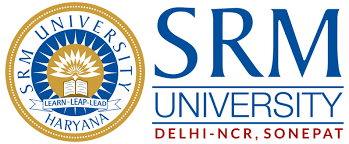 SRM UNIVERSITY
LEARN-LEAP-LEAD
HARYANA
SRM
UNIVERSITY
DELHI-NCR, SONEPAT